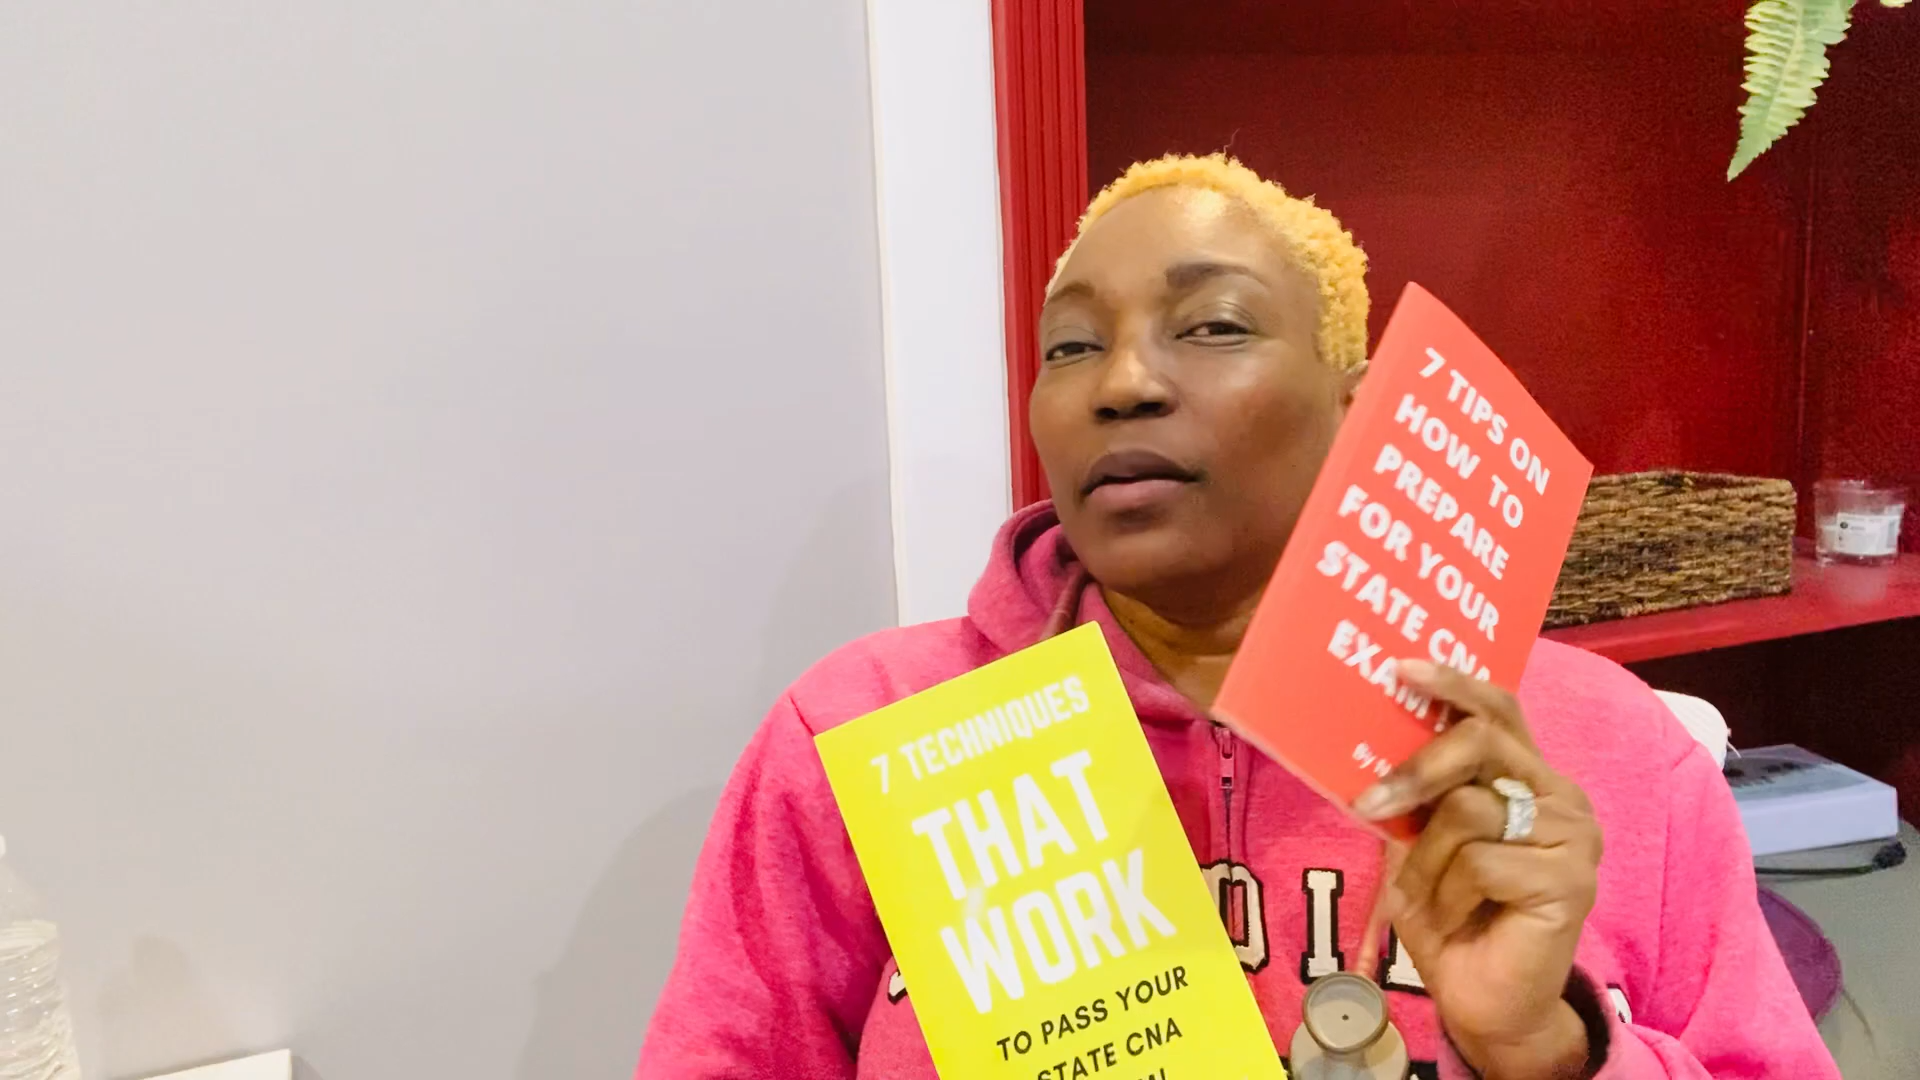 7 TIPS ON
HOW TO
PREPARE
FOR YOUR
STATE CNA
EXAM!
By
7 TECHNIQUES
THAT
WORK
TO PASS YOUR
STATE CNA